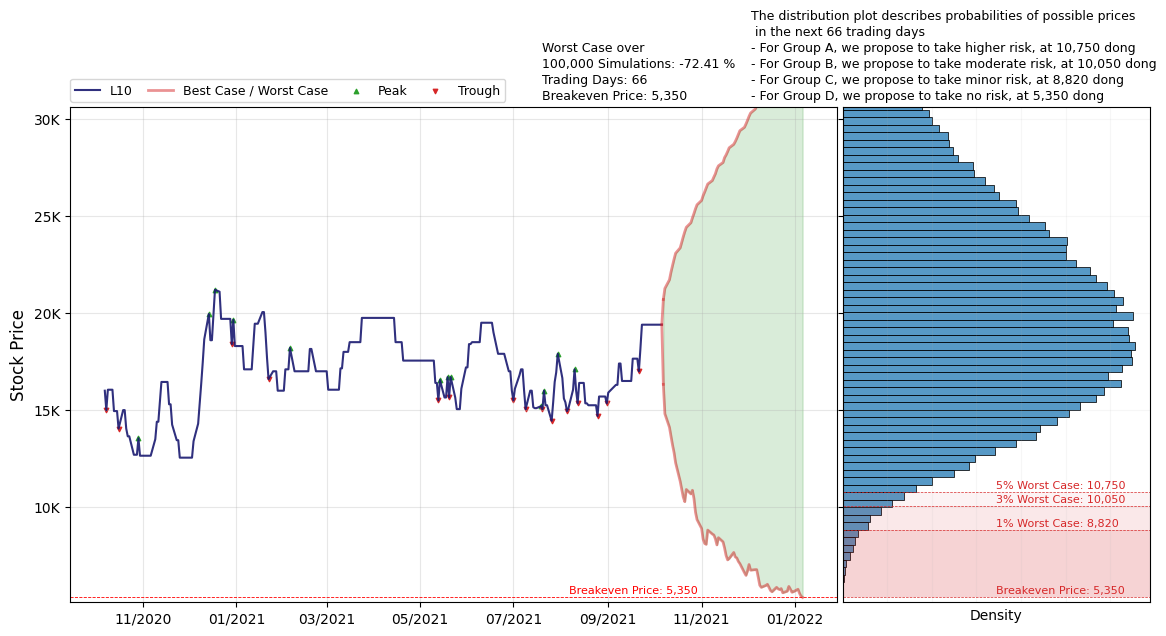 The distribution plot describes probabilities of possible prices
in the next 66 trading days
- For Group A, we propose to take higher risk, at 10,750 dong
- For Group B, we propose to take moderate risk, at 10,050 dong
- For Group C, we propose to take minor risk, at 8,820 dong
- For Group D, we propose to take no risk, at 5,350 dong
Worst Case over
100,000 Simulations: -72.41 %
Trading Days: 66
Breakeven Price: 5,350
L10
Best Case / Worst Case
Peak
Trough
Stock Price
30K
25K
20K
15K
10K
Breakeven Price: 5,350
11/2020
01/2021
03/2021
05/2021
07/2021
09/2021
11/2021
01/2022
5% Worst Case: 10,750
3% Worst Case: 10,050
1% Worst Case: 8,820
Breakeven Price: 5,350
Density